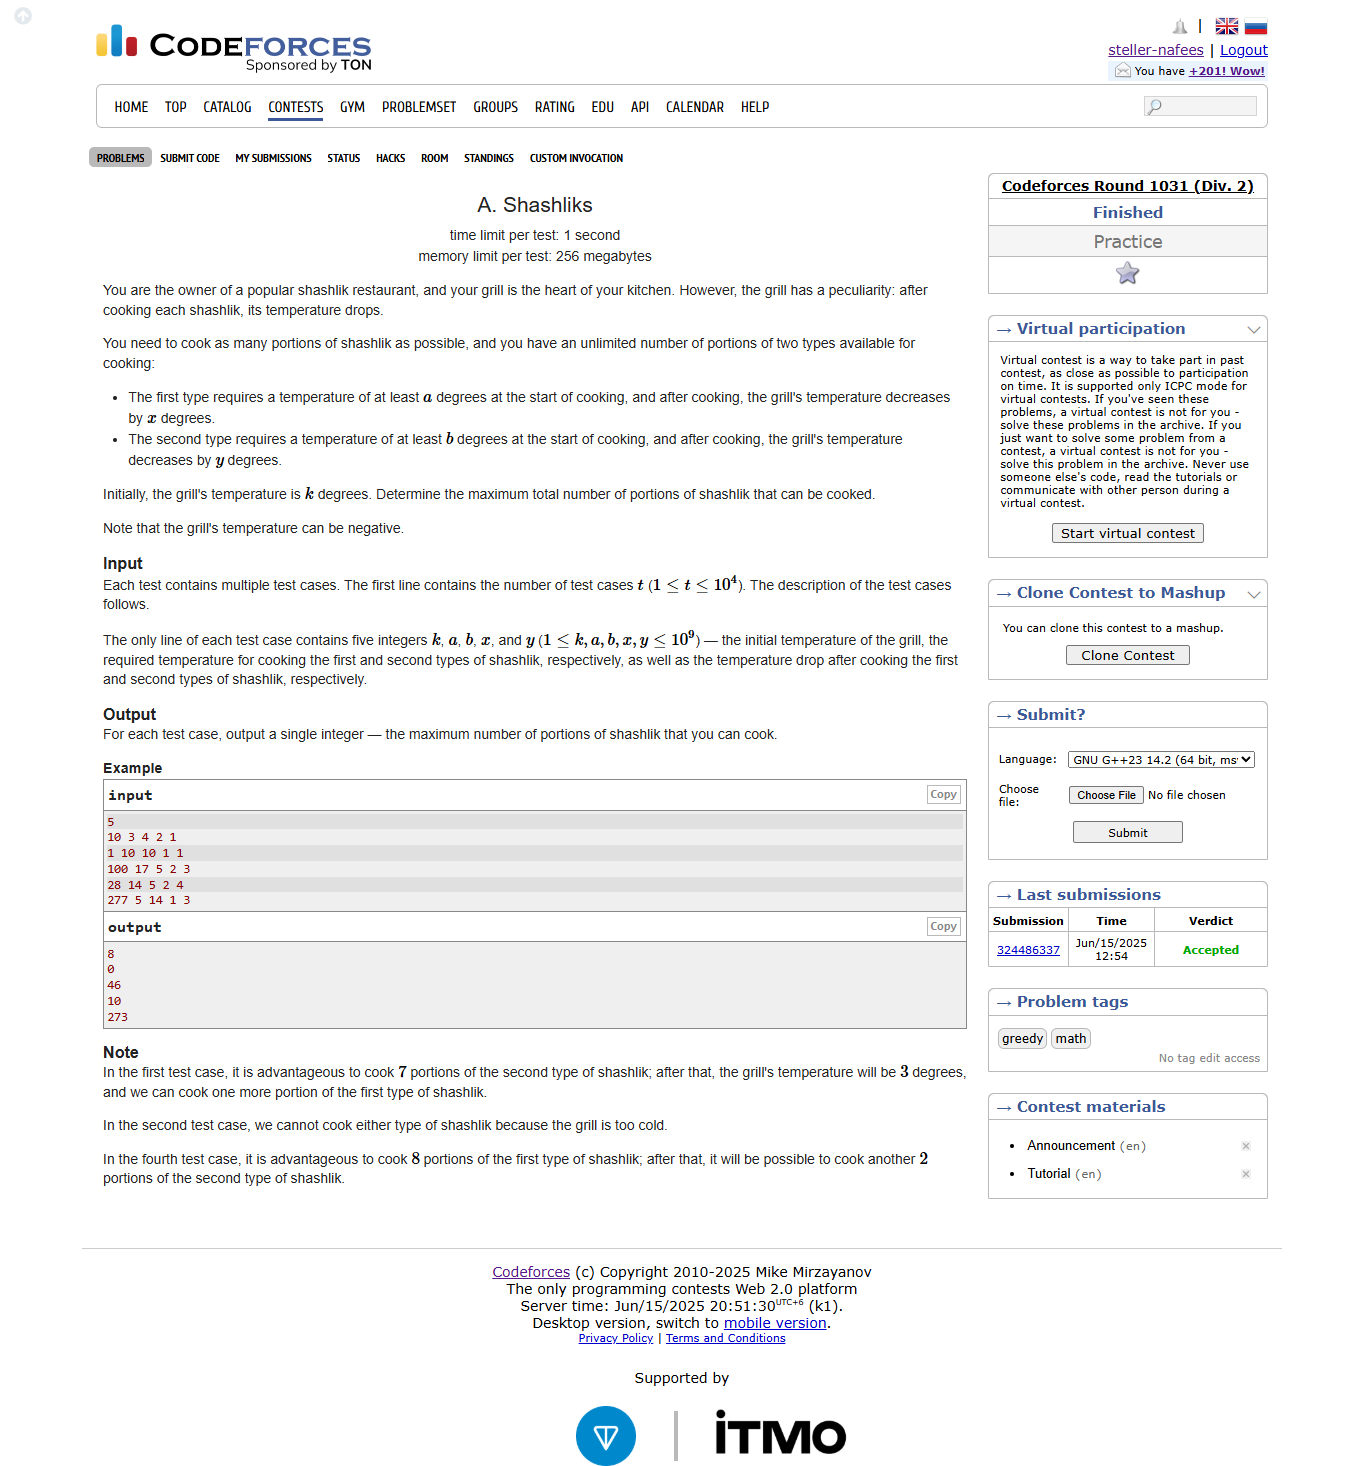 CODEFORCES
Sponsored by TON
|
steller-nafees | Logout
You have +201! Wow!
HOME TOP CATALOG CONTESTS GYM PROBLEMSET GROUPS RATING EDU API CALENDAR HELP
PROBLEMS SUBMIT CODE MY SUBMISSIONS STATUS HACKS ROOM STANDINGS CUSTOM INVOCATION
A. Shashliks
time limit per test: 1 second
memory limit per test: 256 megabytes
You are the owner of a popular shashlik restaurant, and your grill is the heart of your kitchen. However, the grill has a peculiarity: after
cooking each shashlik, its temperature drops.
You need to cook as many portions of shashlik as possible, and you have an unlimited number of portions of two types available for
cooking:
• The first type requires a temperature of at least a degrees at the start of cooking, and after cooking, the grill's temperature decreases
by x degrees.
• The second type requires a temperature of at least b degrees at the start of cooking, and after cooking, the grill's temperature
decreases by y degrees.
Initially, the grill's temperature is k degrees. Determine the maximum total number of portions of shashlik that can be cooked.
Note that the grill's temperature can be negative.
Input
Each test contains multiple test cases. The first line contains the number of test cases t (1 ≤ t ≤ 10⁴). The description of the test cases
follows.
The only line of each test case contains five integers k, a, b, x, and y (1 ≤ k, a, b, x, y ≤ 10⁹) — the initial temperature of the grill, the
required temperature for cooking the first and second types of shashlik, respectively, as well as the temperature drop after cooking the first
and second types of shashlik, respectively.
Output
For each test case, output a single integer — the maximum number of portions of shashlik that you can cook.
Example
input Copy
5
10 3 4 2 1
1 10 10 1 1
100 17 5 2 3
28 14 5 2 4
277 5 14 1 3
output Copy
8
0
46
10
273
Note
In the first test case, it is advantageous to cook 7 portions of the second type of shashlik; after that, the grill's temperature will be 3 degrees,
and we can cook one more portion of the first type of shashlik.
In the second test case, we cannot cook either type of shashlik because the grill is too cold.
In the fourth test case, it is advantageous to cook 8 portions of the first type of shashlik; after that, it will be possible to cook another 2
portions of the second type of shashlik.
Codeforces Round 1031 (Div. 2)
Finished
Practice
→ Virtual participation
Virtual contest is a way to take part in past
contest, as close as possible to participation
on time. It is supported only ICPC mode for
virtual contests. If you've seen these
problems, a virtual contest is not for you -
solve these problems in the archive. If you
just want to solve some problem from a
contest, a virtual contest is not for you -
solve this problem in the archive. Never use
someone else's code, read the tutorials or
communicate with other person during a
virtual contest.
Start virtual contest
→ Clone Contest to Mashup
You can clone this contest to a mashup.
Clone Contest
→ Submit?
Language: GNU G++23 14.2 (64 bit, ms
Choose
file: Choose File No file chosen
Submit
→ Last submissions
Submission Time Verdict
324486337 Jun/15/2025
12:54 Accepted
→ Problem tags
greedy math
No tag edit access
→ Contest materials
• Announcement (en)
• Tutorial (en)
Codeforces (c) Copyright 2010-2025 Mike Mirzayanov
The only programming contests Web 2.0 platform
Server time: Jun/15/2025 20:51:30UTC+6 (k1).
Desktop version, switch to mobile version.
Privacy Policy | Terms and Conditions
Supported by
iTMO